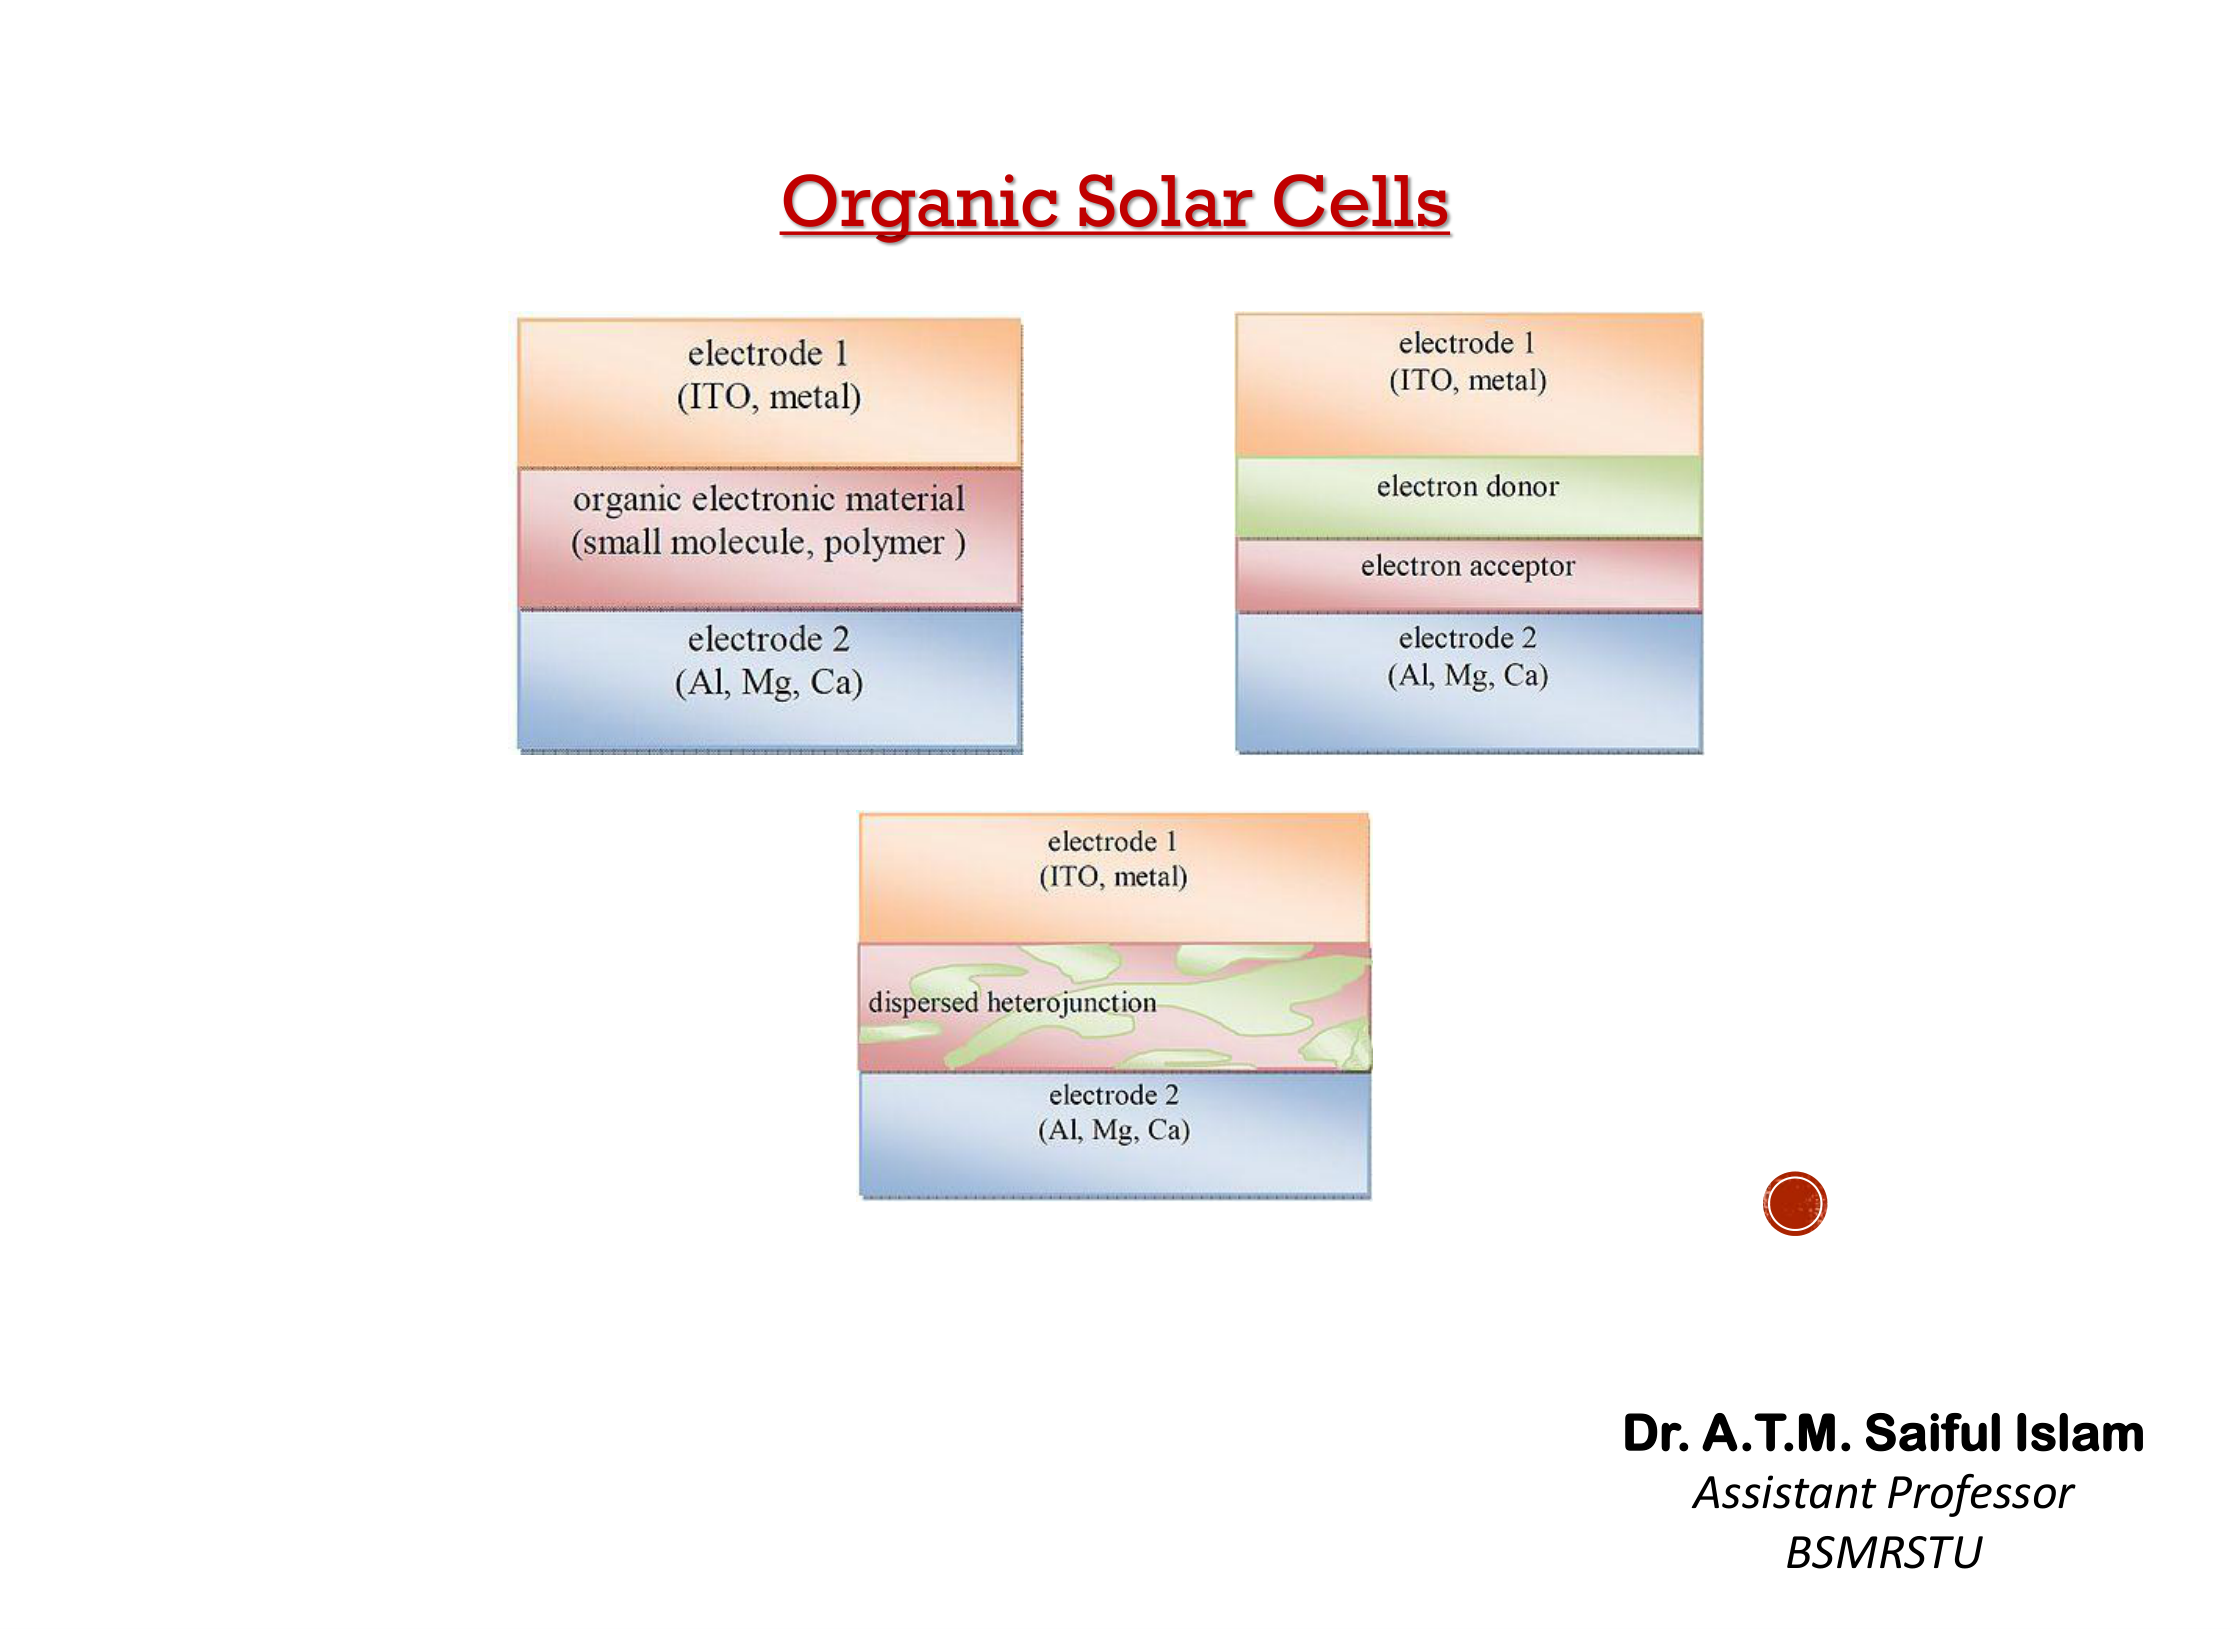 Organic Solar Cells
electrode 1
(ITO, metal)
organic electronic material
(small molecule, polymer )
electrode 2
(Al, Mg, Ca)
electrode 1
(ITO, metal)
electron donor
electron acceptor
electrode 2
(Al, Mg, Ca)
electrode 1
(ITO, metal)
dispersed heterojunction
electrode 2
(Al, Mg, Ca)
Dr. A.T.M. Saiful Islam
Assistant Professor
BSMRSTU